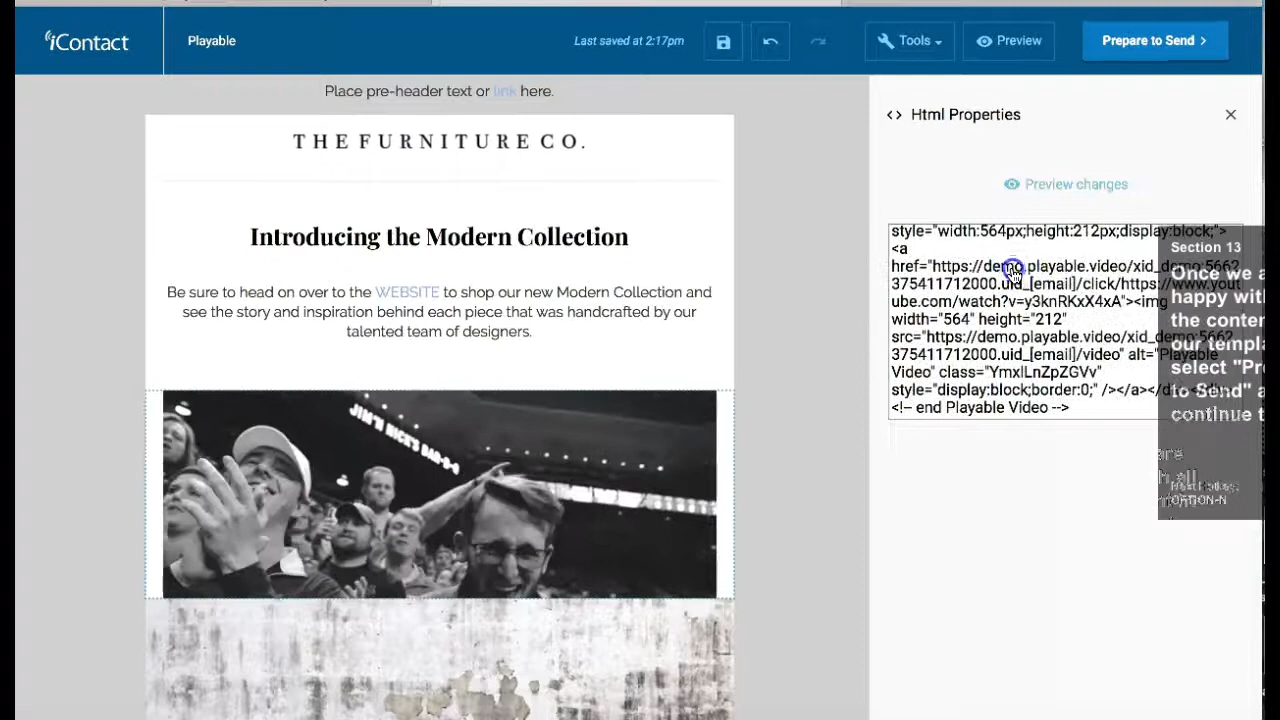 iContact
Playable
Last saved at 2:17pm
Tools
Preview
Prepare to Send >
Place pre-header text or link here.
THE FURNITURE CO.
Introducing the Modern Collection
Be sure to head on over to the WEBSITE to shop our new Modern Collection and
see the story and inspiration behind each piece that was handcrafted by our
talented team of designers.
JIM 'N NICK'S BAR-B-Q
<> Html Properties
Preview changes
style="width:564px;height:212px;display:block;">
<a
href="https://demo.playable.video/xid_demo:5662
375411712000.uid_[email]/click/https://www.yout
ube.com/watch?v=y3knRKxX4xA"><img
width="564" height="212"
src="https://demo.playable.video/xid_demo:5662
375411712000.uid_[email]/video" alt="Playable
Video" class="YmxlLnZpZGVv"
style="display:block;border:0;" /></a></div></div>
<!-- end Playable Video -->
Section 13
Once we a
happy with
the conten
our templa
select "Pre
to Send" a
continue t
OPTION-N